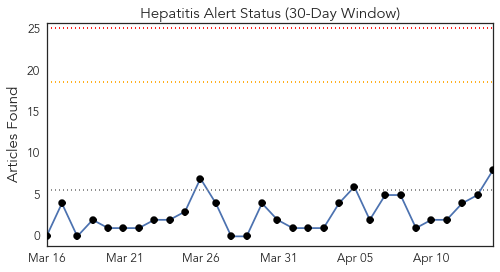 Hepatitis Alert Status (30-Day Window)
Articles Found
25
20
15
10
5
0
Mar 16 Mar 21 Mar 26 Mar 31 Apr 05 Apr 10